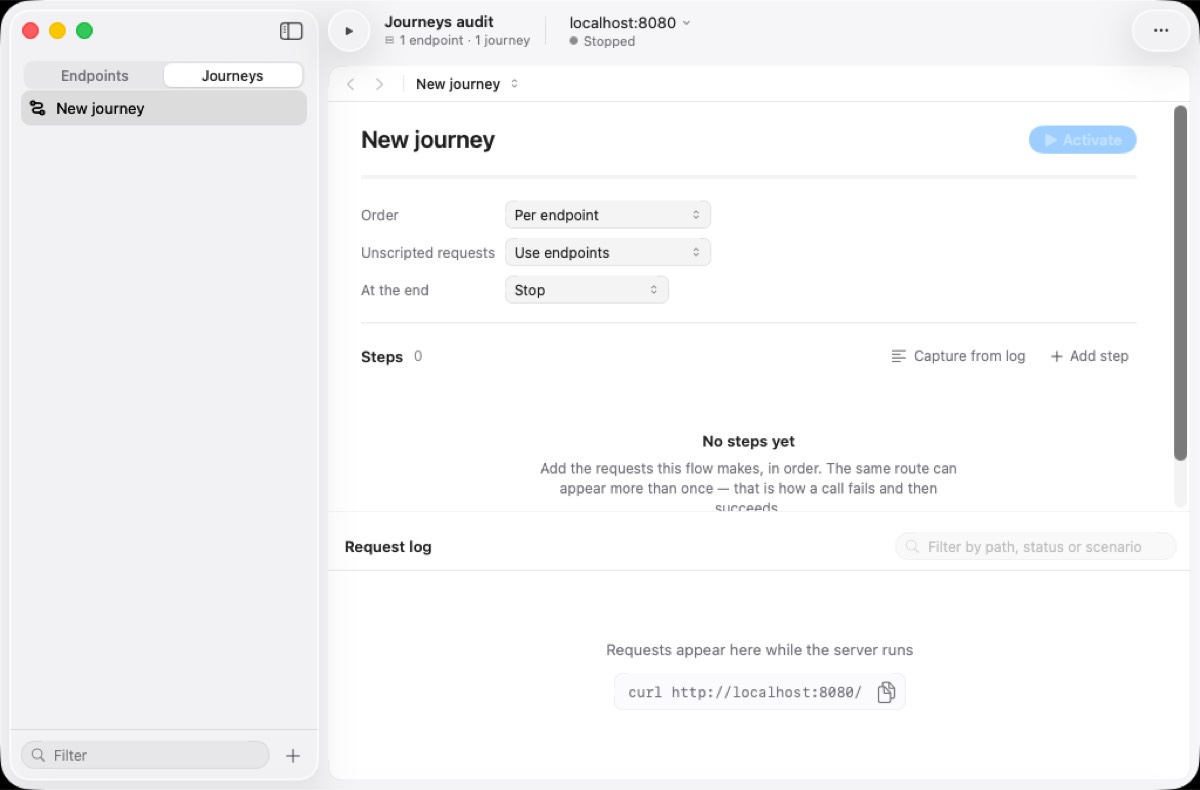 Journeys audit
1 endpoint · 1 journey
localhost:8080
Stopped
Endpoints
Journeys
New journey
New journey
New journey
Activate
Order
Per endpoint
Unscripted requests
Use endpoints
At the end
Stop
Steps 0
Capture from log
Add step
No steps yet
Add the requests this flow makes, in order. The same route can
appear more than once — that is how a call fails and then
succeeds.
Request log
Filter by path, status or scenario
Requests appear here while the server runs
curl http://localhost:8080/
Filter